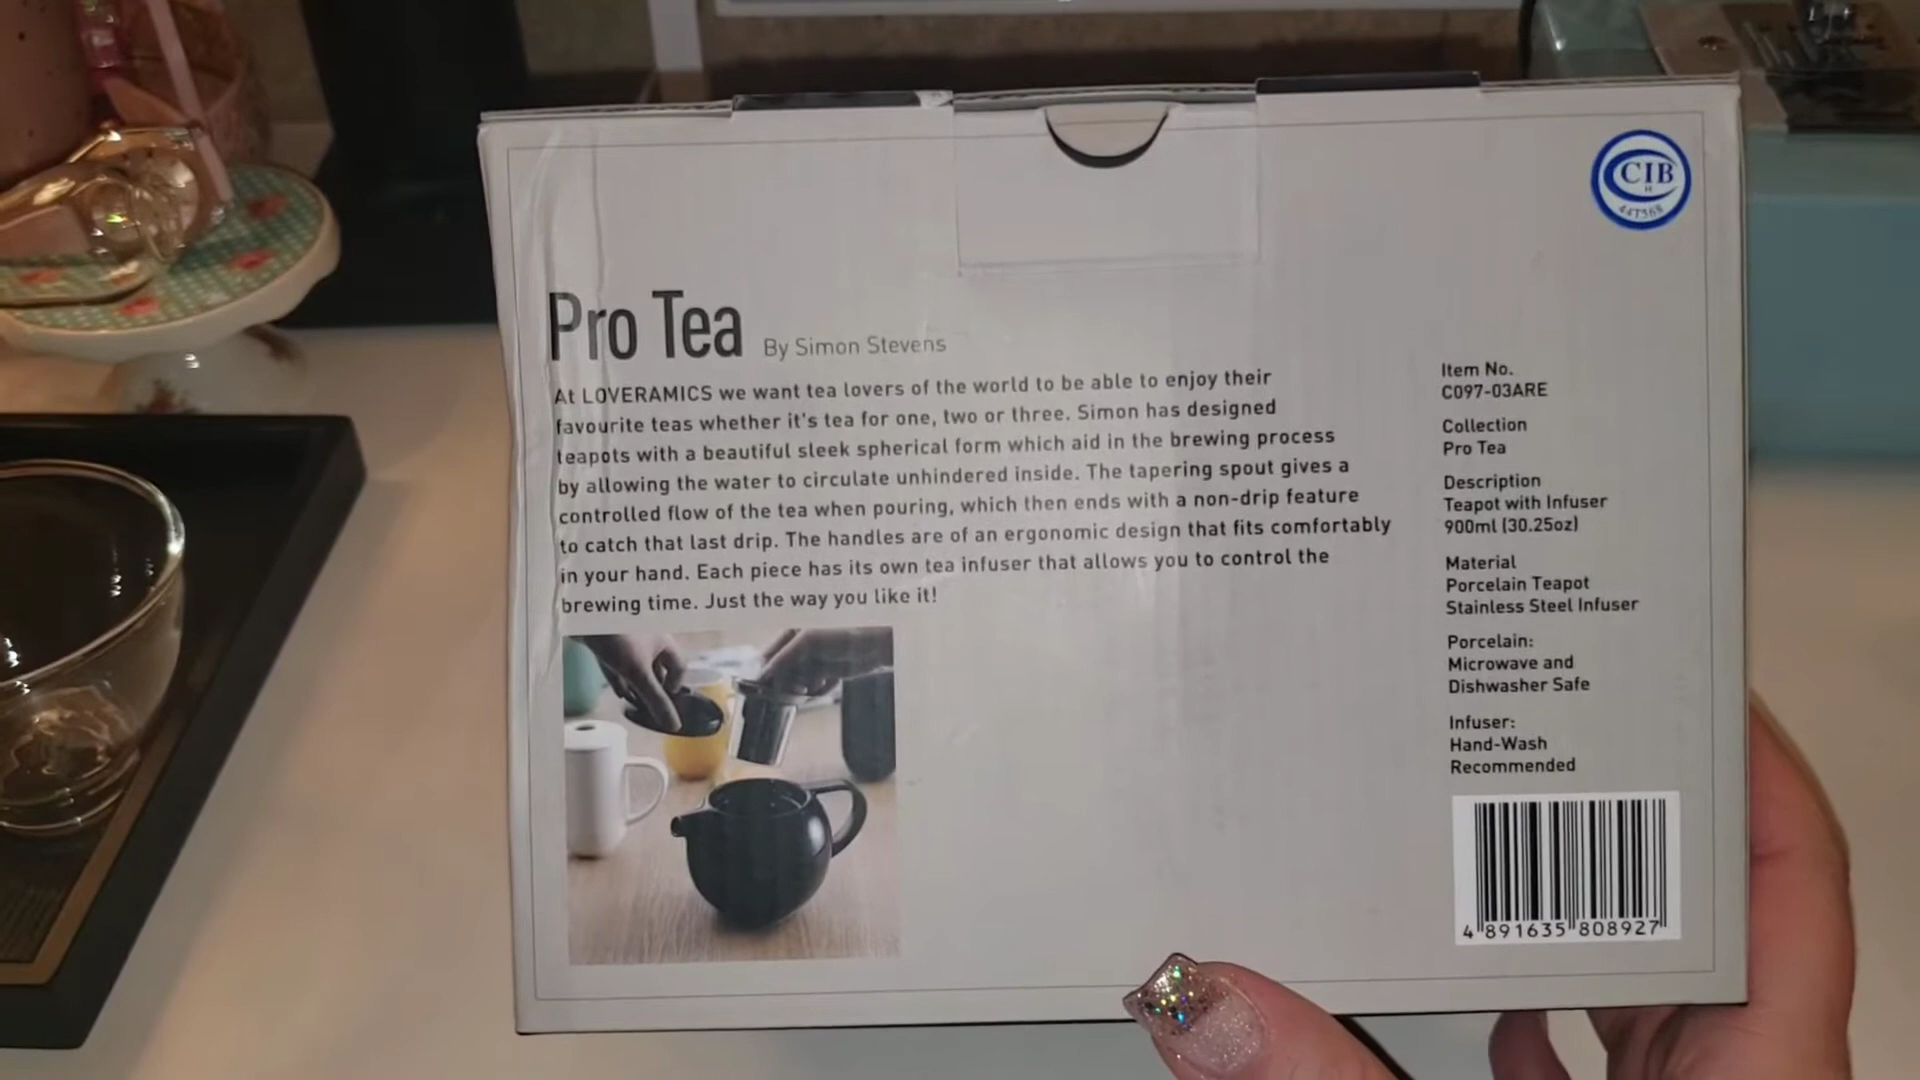 CIB
H
447568
Pro Tea By Simon Stevens
At LOVERAMICS we want tea lovers of the world to be able to enjoy their
favourite teas whether it's tea for one, two or three. Simon has designed
teapots with a beautiful sleek spherical form which aid in the brewing process
by allowing the water to circulate unhindered inside. The tapering spout gives a
controlled flow of the tea when pouring, which then ends with a non-drip feature
to catch that last drip. The handles are of an ergonomic design that fits comfortably
in your hand. Each piece has its own tea infuser that allows you to control the
brewing time. Just the way you like it!
Item No.
C097-03ARE
Collection
Pro Tea
Description
Teapot with Infuser
900ml (30.25oz)
Material
Porcelain Teapot
Stainless Steel Infuser
Porcelain:
Microwave and
Dishwasher Safe
Infuser:
Hand-Wash
Recommended
4 891635 808927